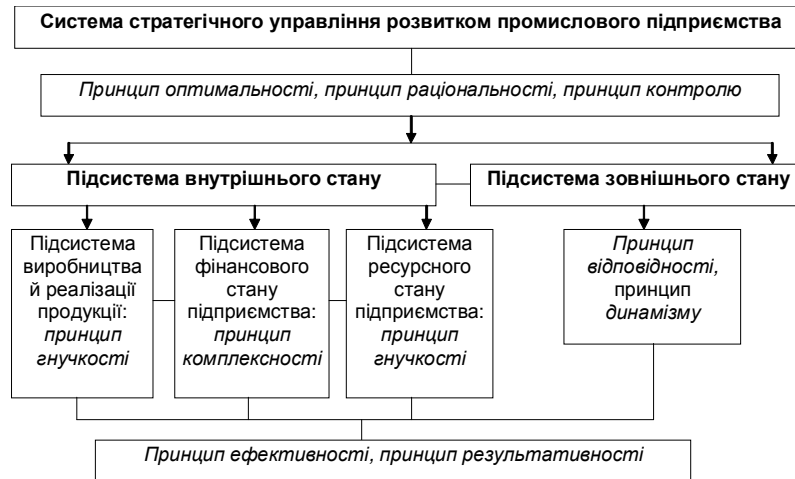 Система стратегічного управління розвитком промислового підприємства
Принцип оптимальності, принцип раціональності, принцип контролю
Підсистема внутрішнього стану
Підсистема зовнішнього стану
Підсистема
виробництва
й реалізації
продукції:
принцип
гнучкості
Підсистема
фінансового
стану
підприємства:
принцип
комплексності
Підсистема
ресурсного
стану
підприємства:
принцип
гнучкості
Принцип
відповідності,
принцип
динамізму
Принцип ефективності, принцип результативності